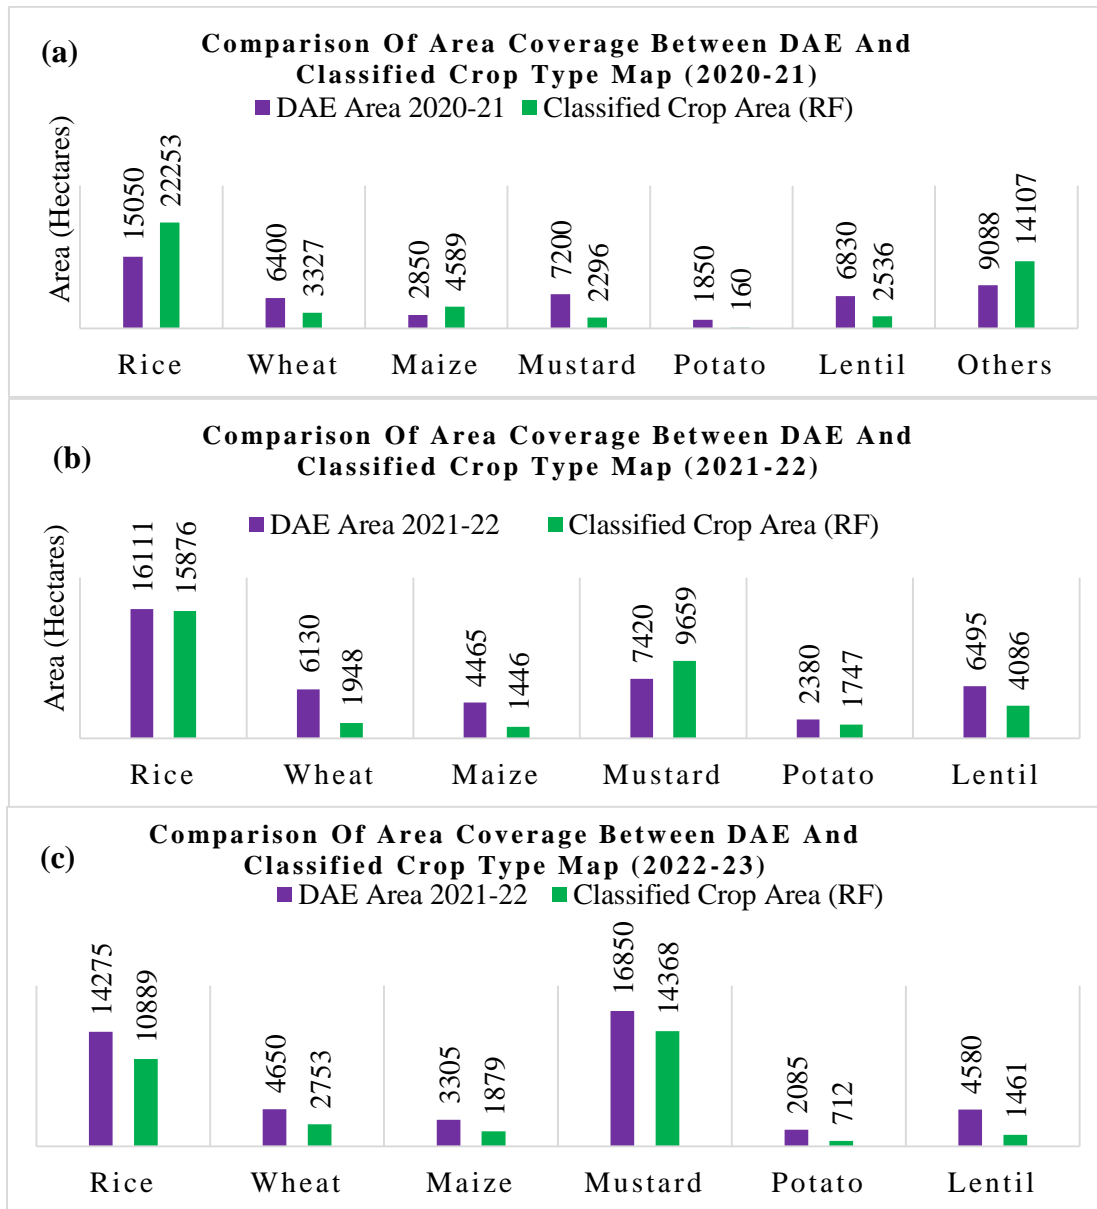 (a)
Comparison Of Area Coverage Between DAE And
Classified Crop Type Map (2020-21)
DAE Area 2020-21 Classified Crop Area (RF)
Area (Hectares)
15050 22253 6400 3327 2850 4589 7200 2296 1850 160 6830 2536 9088 14107
Rice Wheat Maize Mustard Potato Lentil Others
(b)
Comparison Of Area Coverage Between DAE And
Classified Crop Type Map (2021-22)
DAE Area 2021-22 Classified Crop Area (RF)
Area (Hectares)
16111 15876 6130 1948 4465 1446 7420 9659 2380 1747 6495 4086
Rice Wheat Maize Mustard Potato Lentil
(c)
Comparison Of Area Coverage Between DAE And
Classified Crop Type Map (2022-23)
DAE Area 2021-22 Classified Crop Area (RF)
14275 10889 4650 2753 3305 1879 16850 14368 2085 712 4580 1461
Rice Wheat Maize Mustard Potato Lentil